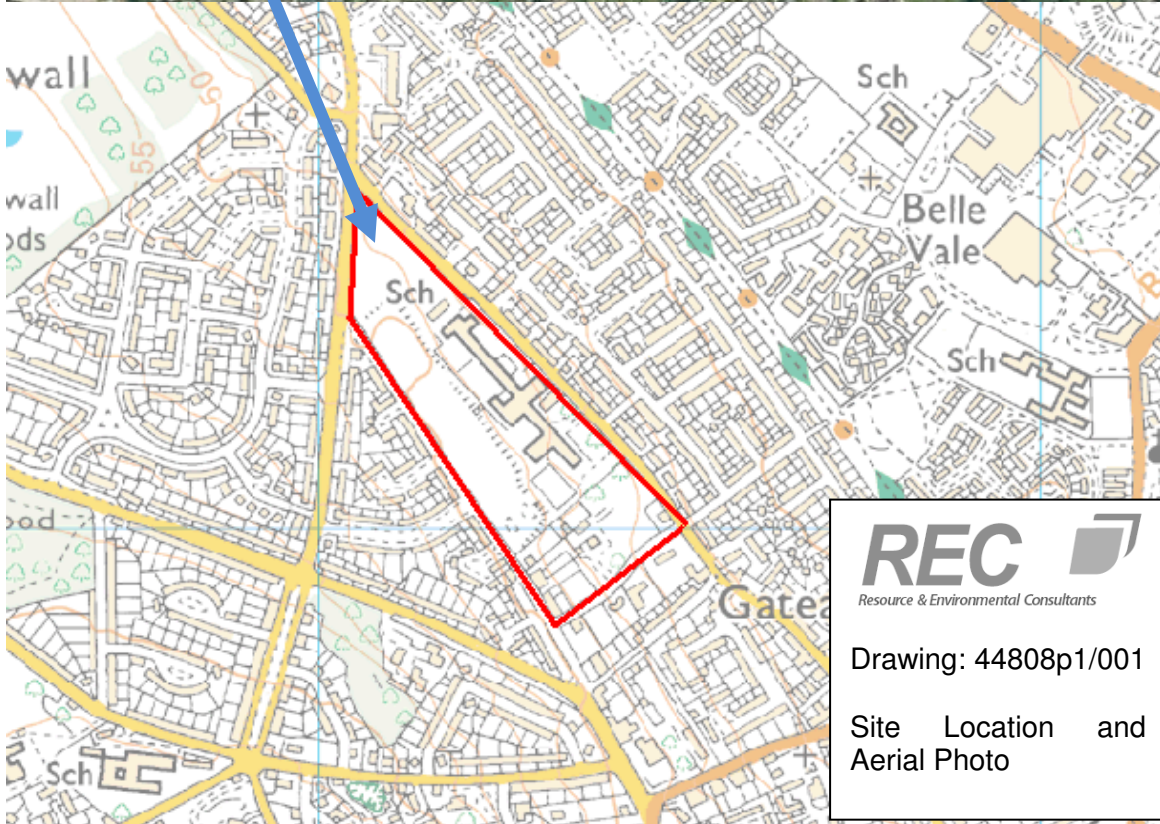 wall
50
Sch
55
wall
ods
Belle
Vale
B
Sch
Sch
ood
Gatea
Sch
REC
Resource & Environmental Consultants
Drawing: 44808p1/001
Site Location and
Aerial Photo